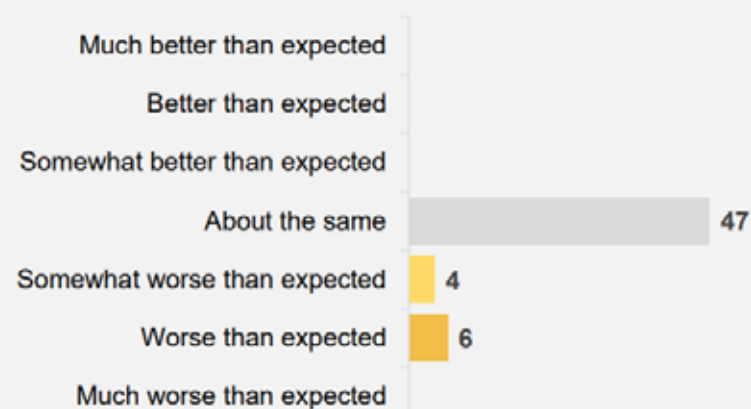 Much better than expected
Better than expected
Somewhat better than expected
About the same 47
Somewhat worse than expected 4
Worse than expected 6
Much worse than expected